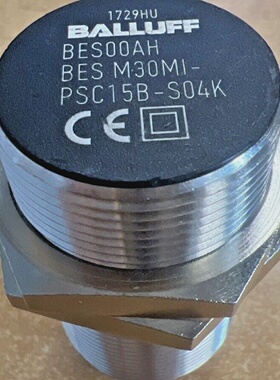 1729HU
BALLUFF
BES00AH
BES M30MI-
PSC15B-S04K
CE